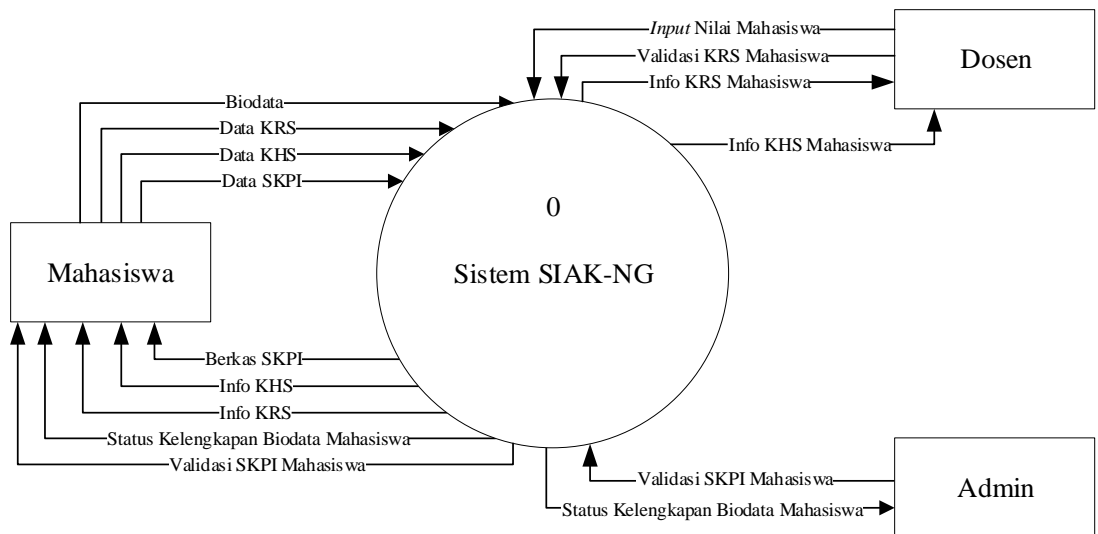 Input Nilai Mahasiswa
Validasi KRS Mahasiswa
Info KRS Mahasiswa
Dosen
Biodata
Data KRS
Data KHS
Data SKPI
Info KHS Mahasiswa
0
Sistem SIAK-NG
Mahasiswa
Berkas SKPI
Info KHS
Info KRS
Status Kelengkapan Biodata Mahasiswa
Validasi SKPI Mahasiswa
Validasi SKPI Mahasiswa
Status Kelengkapan Biodata Mahasiswa
Admin